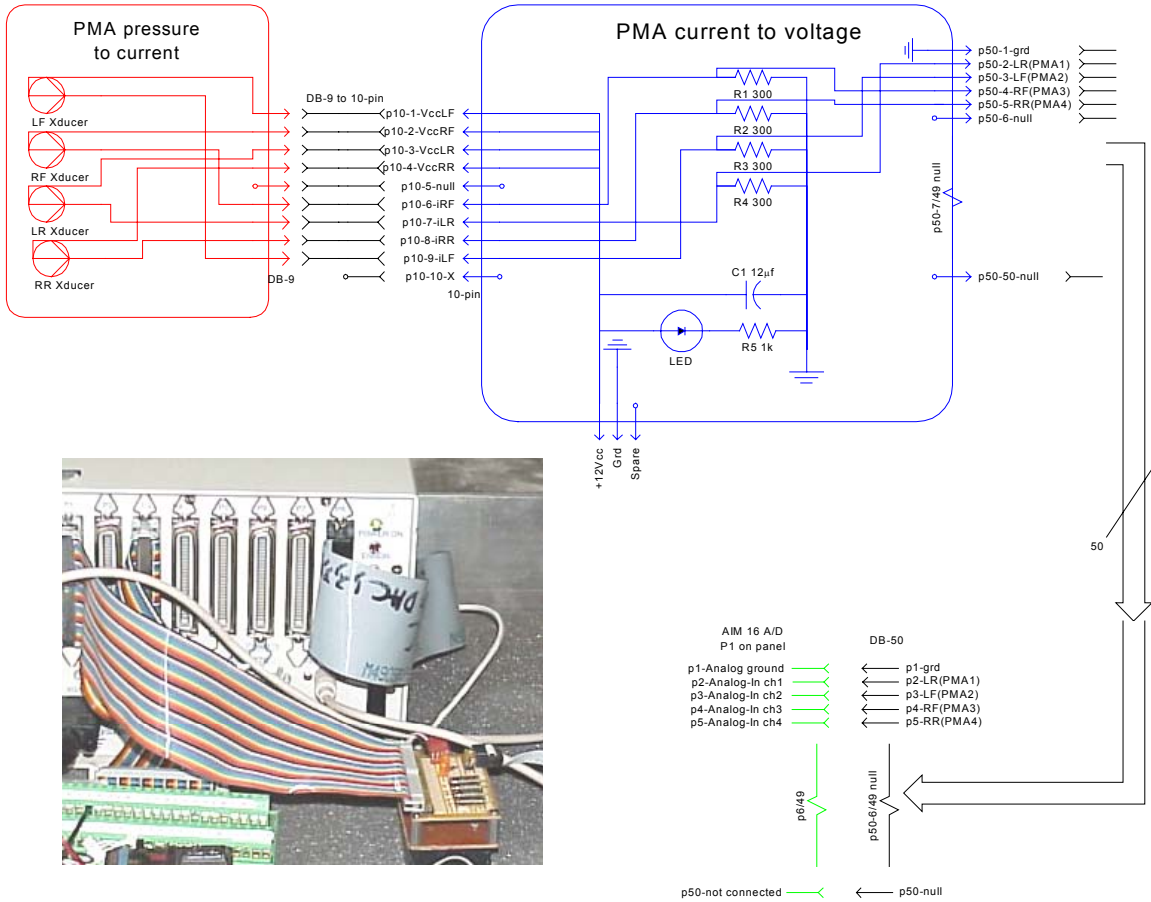 PMA pressure
to current
LF Xducer
RF Xducer
LR Xducer
RR Xducer
DB-9
DB-9 to 10-pin
p10-1-VccLF
p10-2-VccRF
p10-3-VccLR
p10-4-VccRR
p10-5-null
p10-6-iRF
p10-7-iLR
p10-8-iRR
p10-9-iLF
p10-10-X
10-pin
PMA current to voltage
R1 300
R2 300
R3 300
R4 300
C1 12µf
LED
R5 1k
+12Vcc
Grd
Spare
p50-1-grd
p50-2-LR(PMA1)
p50-3-LF(PMA2)
p50-4-RF(PMA3)
p50-5-RR(PMA4)
p50-6-null
p50-7/49 null
p50-50-null
50
POWER ON
AIM 16 A/D
P1 on panel
p1-Analog ground
p2-Analog-In ch1
p3-Analog-In ch2
p4-Analog-In ch3
p5-Analog-In ch4
p6/49
p50-not connected
DB-50
p1-grd
p2-LR(PMA1)
p3-LF(PMA2)
p4-RF(PMA3)
p5-RR(PMA4)
p50-6/49 null
p50-null